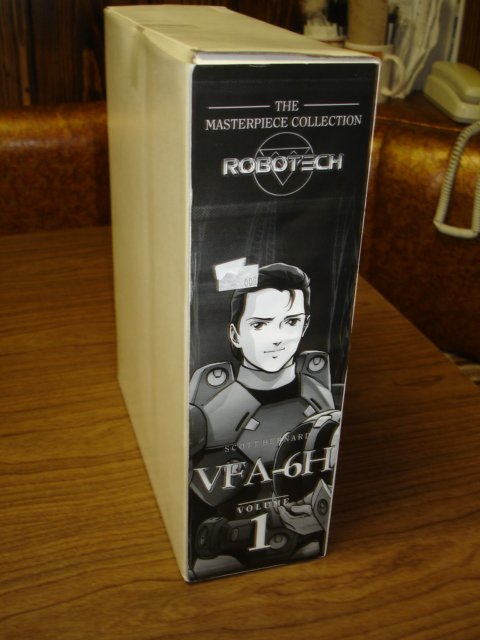 THE
MASTERPIECE COLLECTION
ROBOTECH
SCOTT BERNARD
VFA-6H
VOLUME
1